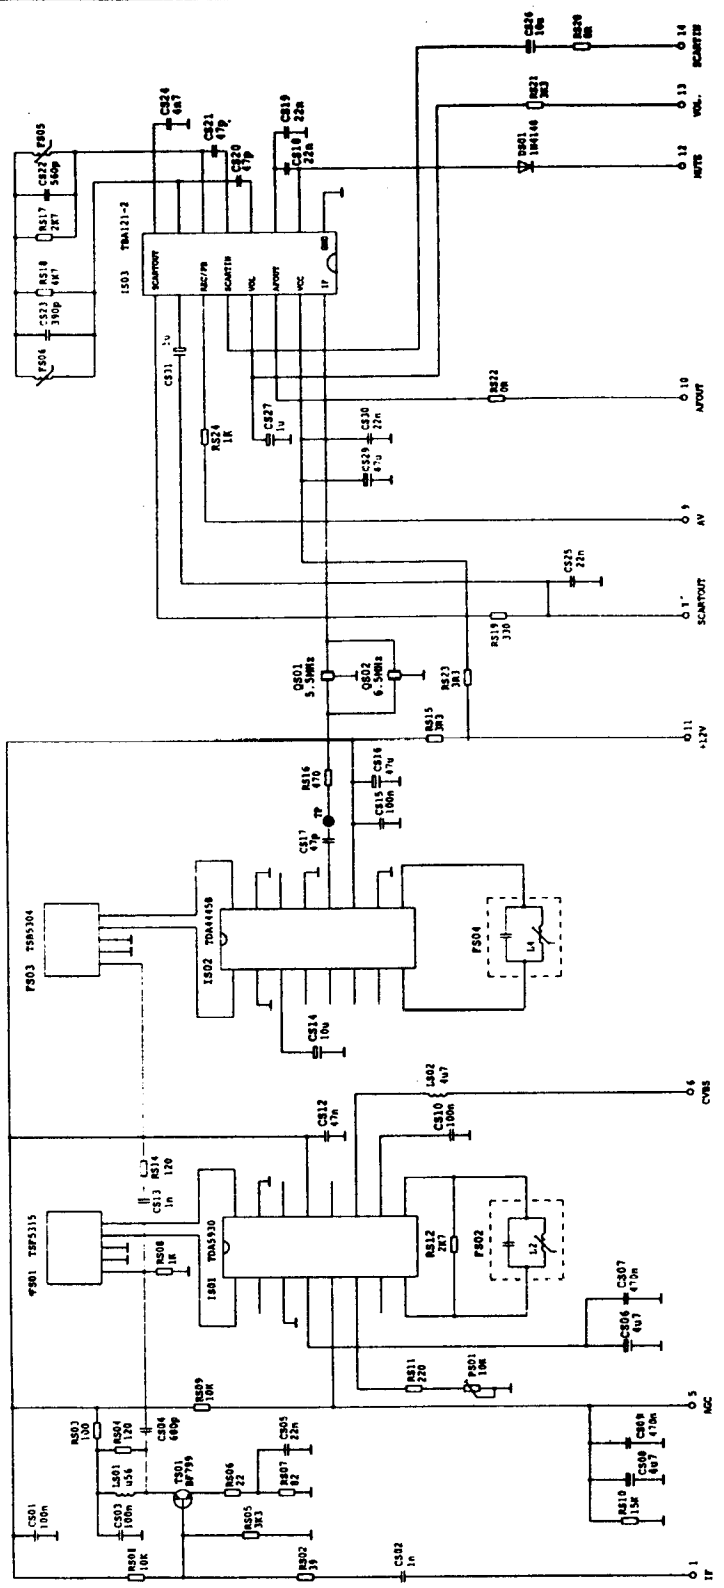 CS26
10u
RS20
0R
14
SCARTIN
RS21
3K3
13
VOL.
DS01
1N4148
12
MUTE
CS24
4n7
CS21
47p
CS20
47p
CS19
22n
CS18
22n
FS05
CS22
560p
RS17
2K7
RS18
4K7
CS23
390p
FS06
TBA121-2
IS03
SCARTOUT
REC/PB
SCARTIN
VOL
AFOUT
VCC
IF
GND
1u
CS31
RS22
0R
10
AFOUT
RS24
1K
CS27
1u
CS30
22n
CS29
47u
9
AV
CS25
22n
RS19
330
SCARTOUT
QS01
5.5MHz
QS02
6.5MHz
RS23
3R3
RS15
3R3
11
+12V
RS16
470
TP
CS17
47p
CS16
47u
CS15
100n
TSB5304
FS03
TDA4445B
IS02
FS04
L4
CS14
10u
LS02
4u7
6
CVBS
CS12
47n
CS10
100n
RS14
120
CS13
1n
TSF5315
FS01
RS08
1K
TDA5930
IS01
RS12
2K7
FS02
L2
CS07
470n
CS06
4u7
RS11
220
PS01
10K
RS09
10K
5
AGC
RS03
100
RS04
120
CS04
680p
LS01
u56
TS01
BF799
RS06
22
CS05
22n
RS07
82
CS09
470n
CS08
4u7
RS10
15K
CS01
100n
CS03
100n
RS05
3K3
RS01
10K
RS02
39
CS02
1n
1
IF